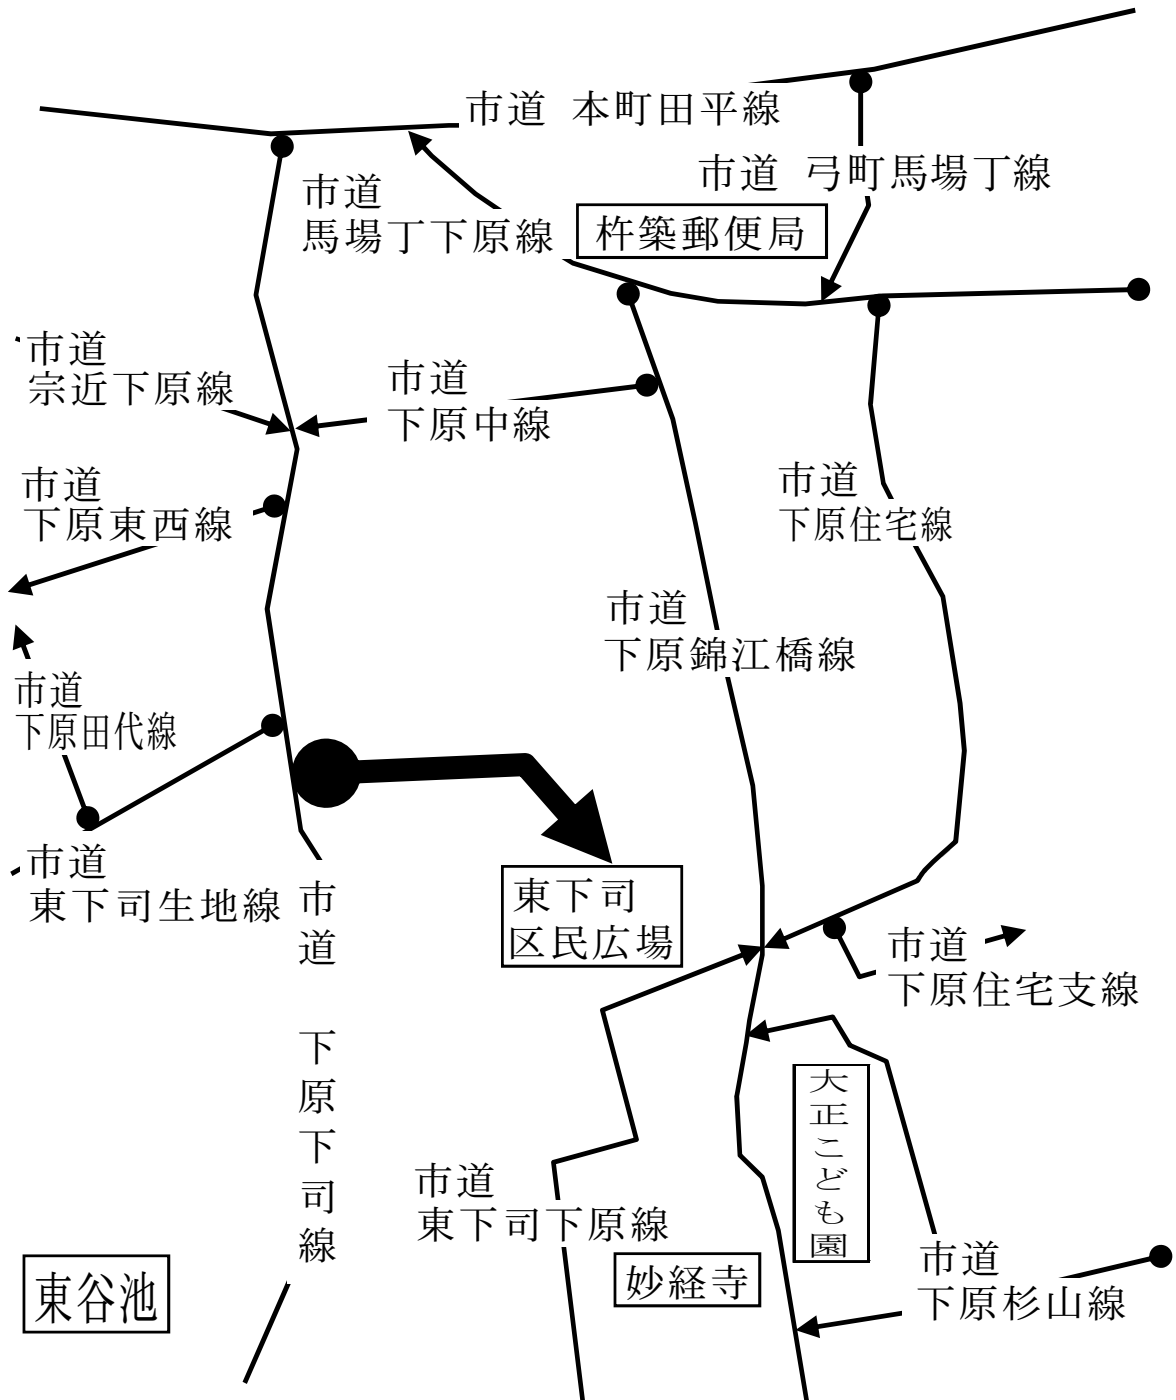 市道 本町田平線
市道 弓町馬場丁線
市道
馬場丁下原線
杵築郵便局
市道
宗近下原線
市道
下原中線
市道
下原東西線
市道
下原住宅線
市道
下原錦江橋線
市道
下原田代線
市道
東下司生地線
市道 下原下司線
東下司
区民広場
市道
下原住宅支線
大正こども園
市道
東下司下原線
市道
下原杉山線
妙経寺
東谷池